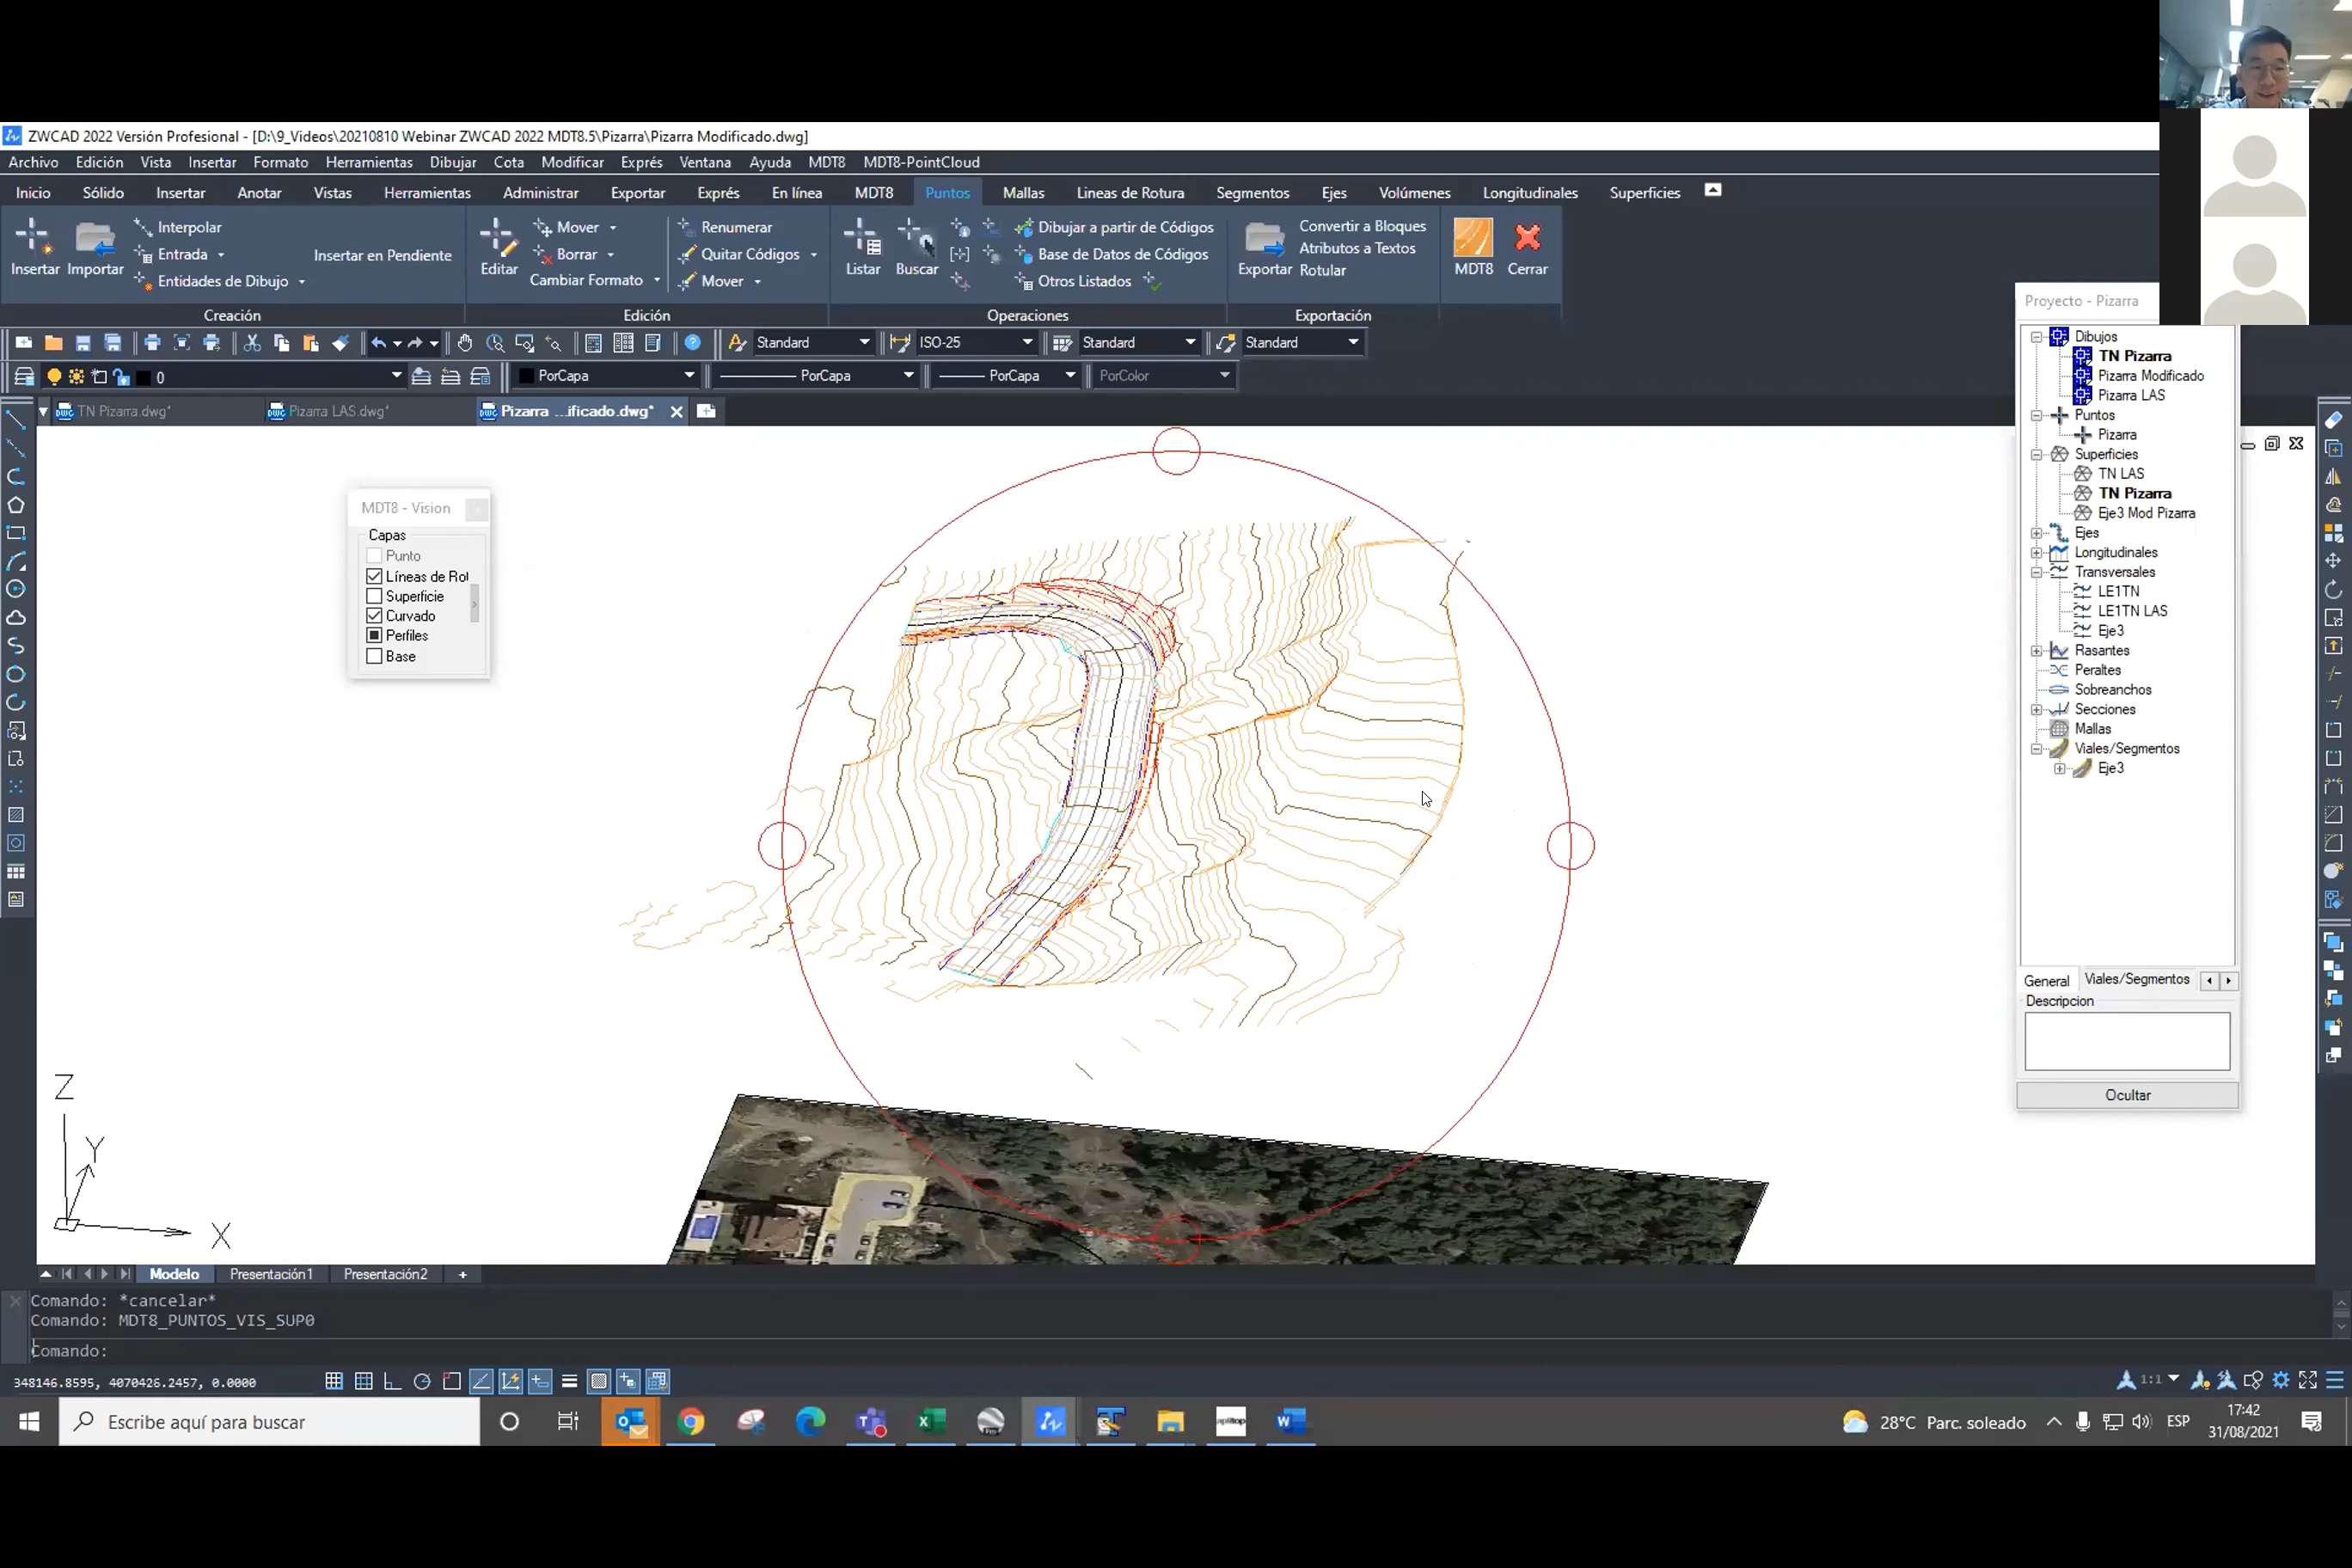 ZWCAD 2022 Versión Profesional - [D:\9_Videos\20210810 Webinar ZWCAD 2022 MDT8.5\Pizarra\Pizarra Modificado.dwg]
Archivo Edición Vista Insertar Formato Herramientas Dibujar Cota Modificar Exprés Ventana Ayuda MDT8 MDT8-PointCloud
Inicio Sólido Insertar Anotar Vistas Herramientas Administrar Exportar Exprés En línea MDT8 Puntos Mallas Lineas de Rotura Segmentos Ejes Volúmenes Longitudinales Superficies
Insertar
Importar
Interpolar
Entrada
Entidades de Dibujo
Insertar en Pendiente
Creación
Editar
Mover
Borrar
Cambiar Formato
Renumerar
Quitar Códigos
Mover
Edición
Listar
Buscar
Dibujar a partir de Códigos
Base de Datos de Códigos
Otros Listados
Operaciones
Exportar
Convertir a Bloques
Atributos a Textos
Rotular
Exportación
MDT8
Cerrar
Standard
ISO-25
Standard
Standard
0
PorCapa
PorCapa
PorCapa
PorColor
TN Pizarra.dwg*
Pizarra LAS.dwg*
Pizarra ...ificado.dwg*
MDT8 - Vision
Capas
Punto
Líneas de Rot
Superficie
Curvado
Perfiles
Base
Z
Y
X
Proyecto - Pizarra
Dibujos
TN Pizarra
Pizarra Modificado
Pizarra LAS
Puntos
Pizarra
Superficies
TN LAS
TN Pizarra
Eje3 Mod Pizarra
Ejes
Longitudinales
Transversales
LE1TN
LE1TN LAS
Eje3
Rasantes
Peraltes
Sobreanchos
Secciones
Mallas
Viales/Segmentos
Eje3
General Viales/Segmentos
Descripcion
Ocultar
Modelo Presentación1 Presentación2 +
Comando: *cancelar*
Comando: MDT8_PUNTOS_VIS_SUP0
Comando:
348146.8595, 4070426.2457, 0.0000
1:1
Escribe aquí para buscar
aplitop
28°C Parc. soleado
ESP
17:42
31/08/2021